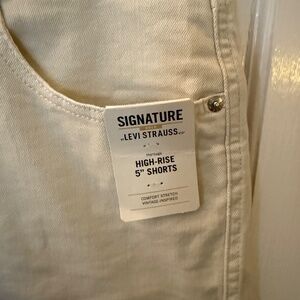 SIGNATURE
LEVI STRAUSS
HIGH-RISE
5" SHORTS
COMFORT STRETCH
VINTAGE-INSPIRED